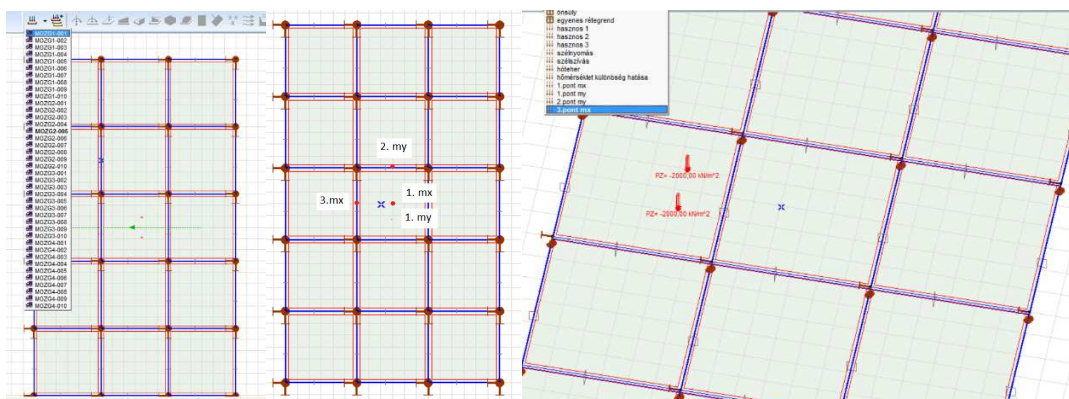 MOZG1-001
MOZG1-002
MOZG1-003
MOZG1-004
MOZG1-005
MOZG1-006
MOZG1-007
MOZG1-008
MOZG1-009
MOZG1-010
MOZG2-001
MOZG2-002
MOZG2-003
MOZG2-004
MOZG2-005
MOZG2-006
MOZG2-007
MOZG2-008
MOZG2-009
MOZG2-010
MOZG3-001
MOZG3-002
MOZG3-003
MOZG3-004
MOZG3-005
MOZG3-006
MOZG3-007
MOZG3-008
MOZG3-009
MOZG3-010
MOZG4-001
MOZG4-002
MOZG4-003
MOZG4-004
MOZG4-005
MOZG4-006
MOZG4-007
MOZG4-008
MOZG4-009
MOZG4-010
2. my
3.mx
1. mx
1. my
önsúly
egyenes rétegrend
hasznos 1
hasznos 2
hasznos 3
szélnyomás
szélszívás
hóteher
hőmérséklet különbség hatása
1.pont mx
1.pont my
2.pont my
3.pont mx
PZ= -2000,00 kN/m^2
PZ= -2000,00 kN/m^2